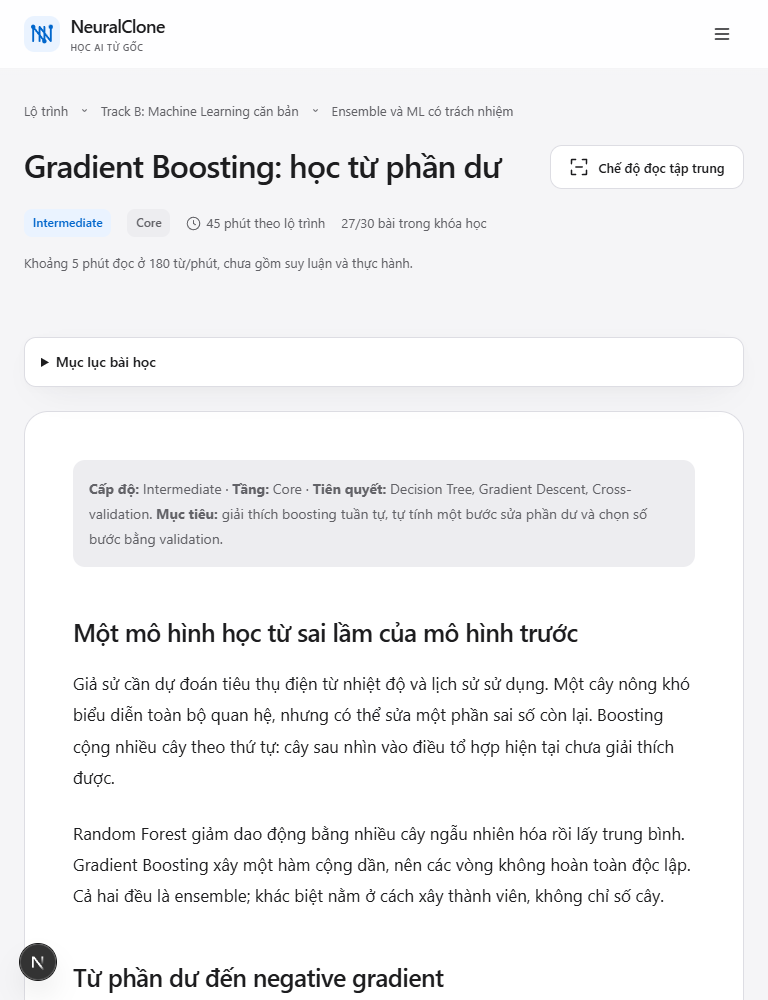 NeuralClone
HỌC AI TỪ GỐC
Lộ trình
Track B: Machine Learning căn bản
Ensemble và ML có trách nhiệm
Gradient Boosting: học từ phần dư
Chế độ đọc tập trung
Intermediate
Core
45 phút theo lộ trình
27/30 bài trong khóa học
Khoảng 5 phút đọc ở 180 từ/phút, chưa gồm suy luận và thực hành.
Mục lục bài học
Cấp độ: Intermediate · Tầng: Core · Tiên quyết: Decision Tree, Gradient Descent, Cross-
validation. Mục tiêu: giải thích boosting tuần tự, tự tính một bước sửa phần dư và chọn số
bước bằng validation.
Một mô hình học từ sai lầm của mô hình trước
Giả sử cần dự đoán tiêu thụ điện từ nhiệt độ và lịch sử sử dụng. Một cây nông khó
biểu diễn toàn bộ quan hệ, nhưng có thể sửa một phần sai số còn lại. Boosting
cộng nhiều cây theo thứ tự: cây sau nhìn vào điều tổ hợp hiện tại chưa giải thích
được.
Random Forest giảm dao động bằng nhiều cây ngẫu nhiên hóa rồi lấy trung bình.
Gradient Boosting xây một hàm cộng dần, nên các vòng không hoàn toàn độc lập.
Cả hai đều là ensemble; khác biệt nằm ở cách xây thành viên, không chỉ số cây.
Từ phần dư đến negative gradient